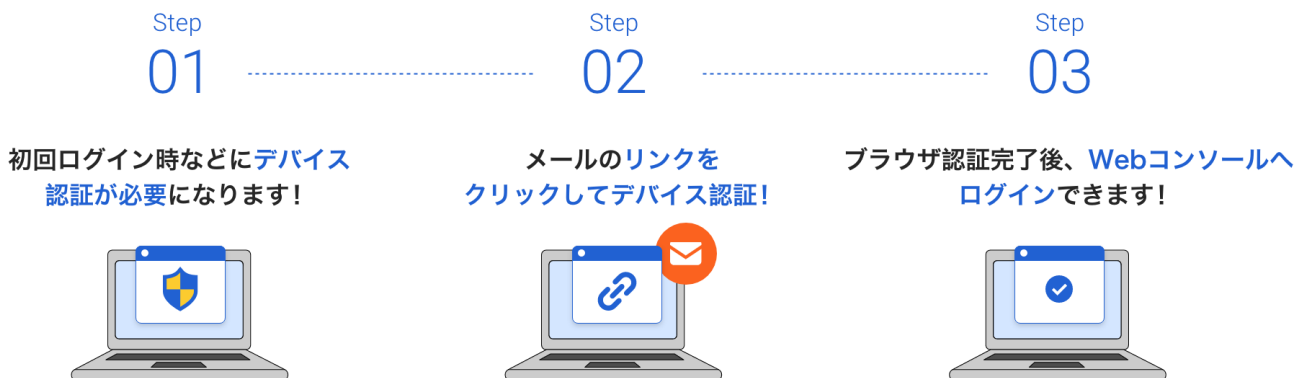 Step
01
初回ログイン時などにデバイス
認証が必要になります！
Step
02
メールのリンクを
クリックしてデバイス認証！
Step
03
ブラウザ認証完了後、Webコンソールへ
ログインできます！